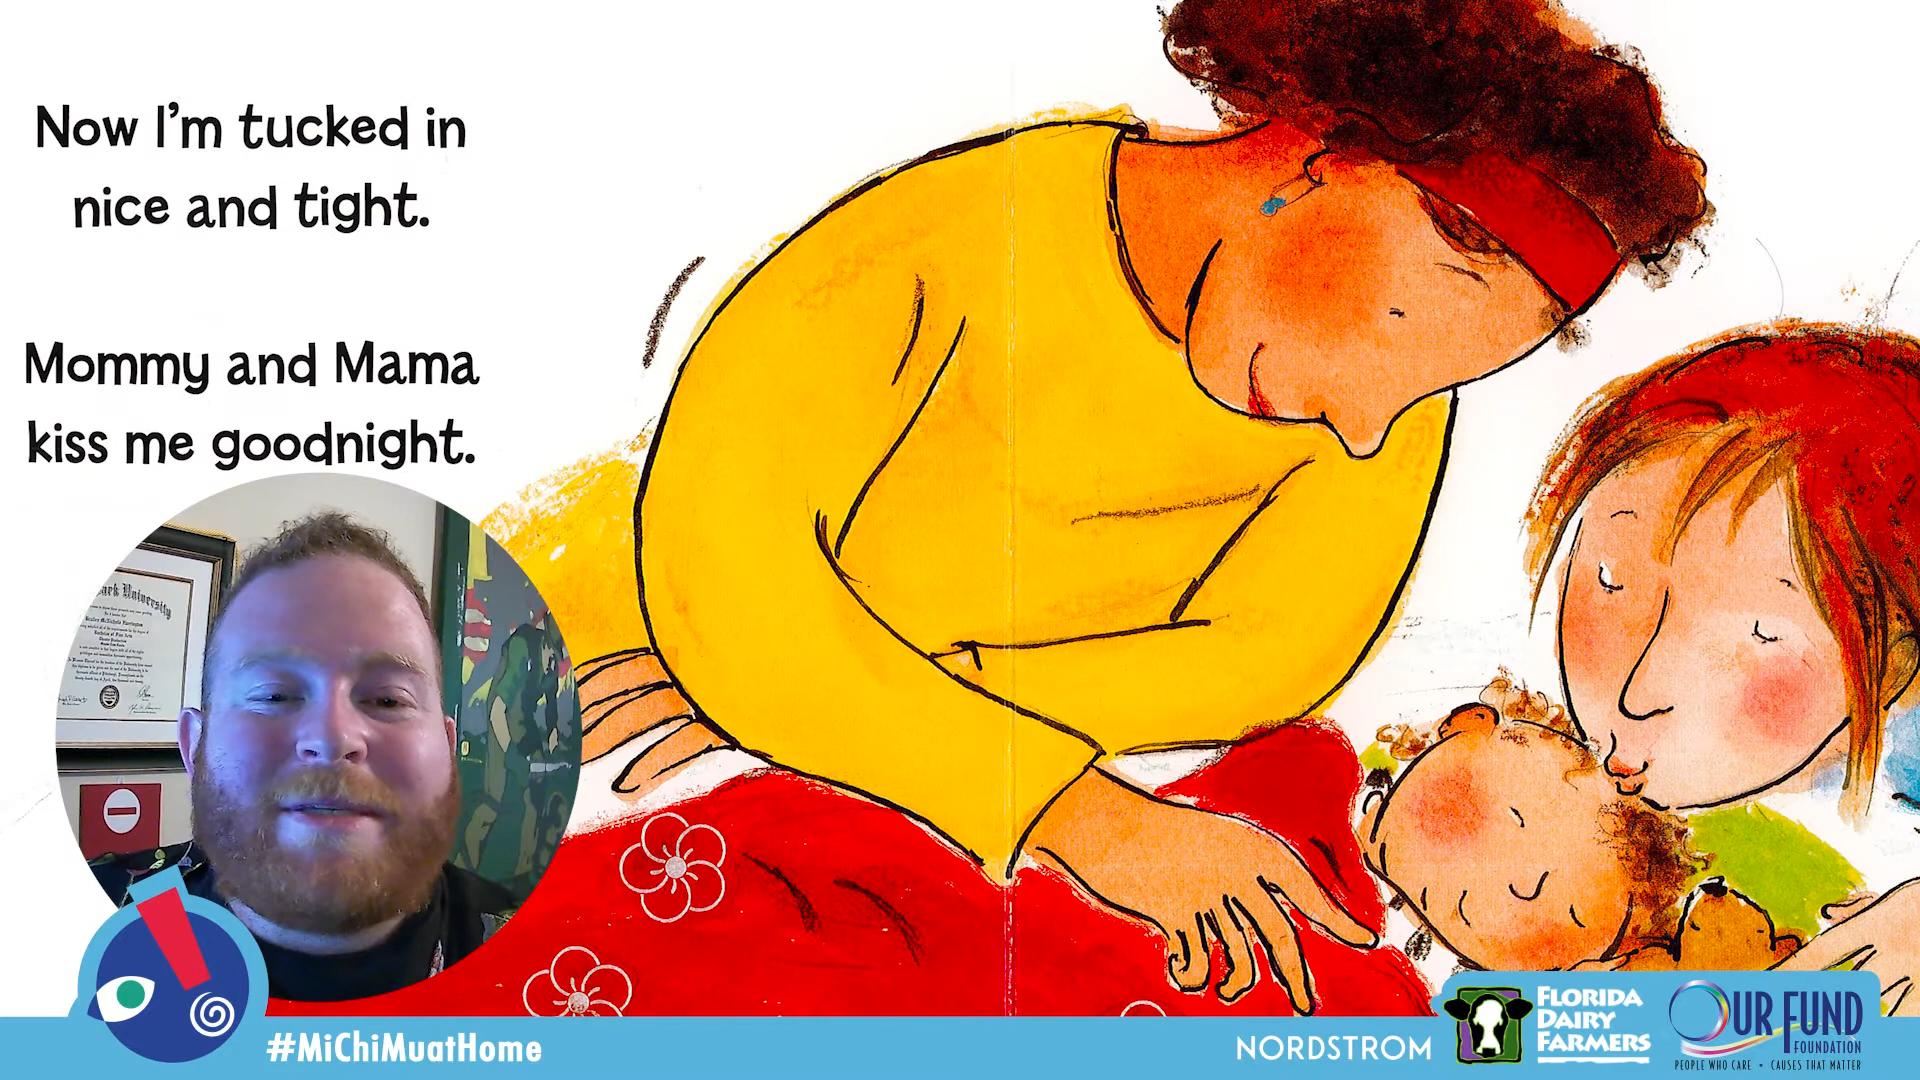 Now I'm tucked in
nice and tight.
Mommy and Mama
kiss me goodnight.
#MiChiMuatHome
NORDSTROM
FLORIDA
DAIRY
FARMERS
OUR FUND
FOUNDATION
PEOPLE WHO CARE • CAUSES THAT MATTER